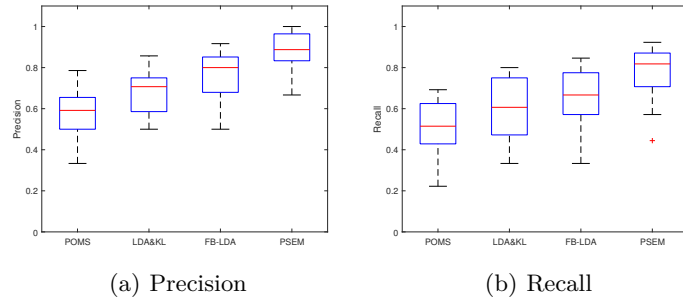 1
0.8
0.6
0.4
0.2
0
Precision
POMS LDA&KL FB-LDA PSEM
(a) Precision
1
0.8
0.6
0.4
0.2
0
Recall
POMS LDA&KL FB-LDA PSEM
(b) Recall